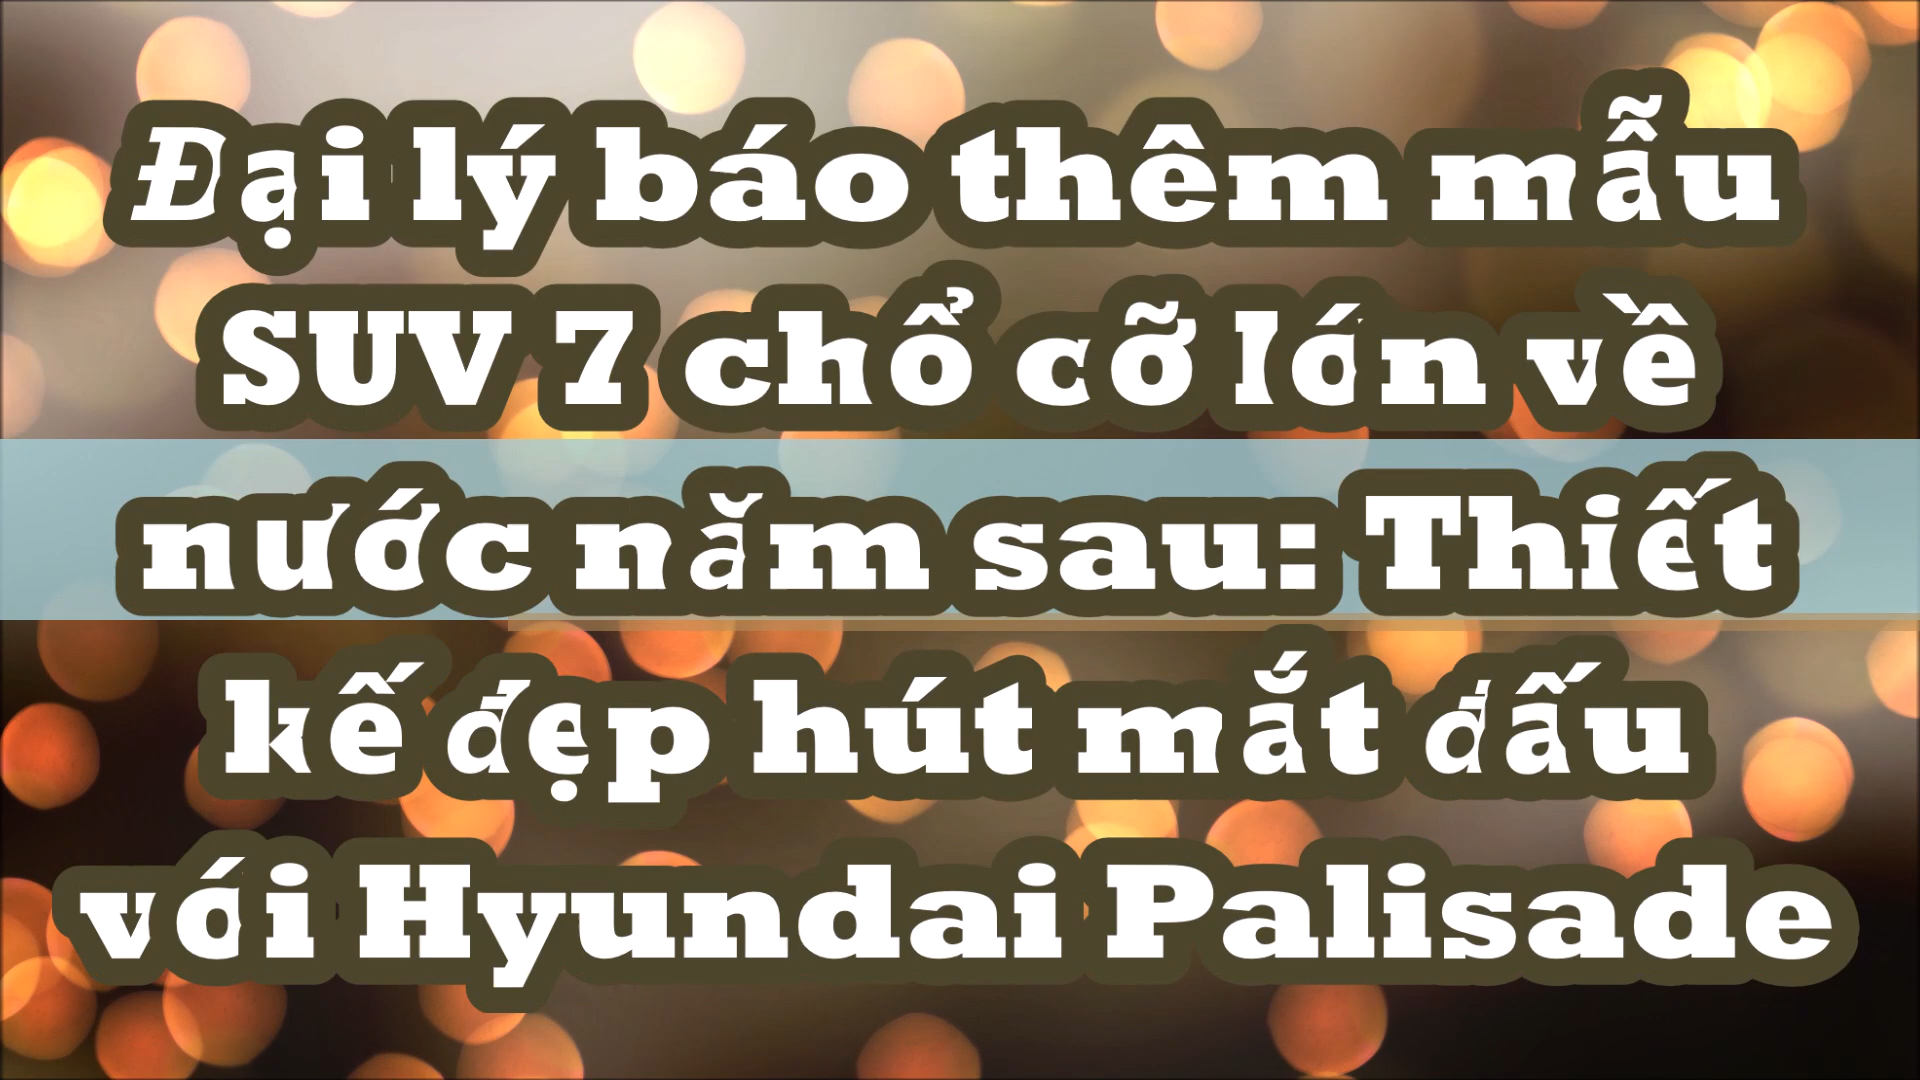 Đại lý báo thêm mẫu
SUV 7 chổ cỡ lớn về
nước năm sau: Thiết
kế đẹp hút mắt đấu
với Hyundai Palisade